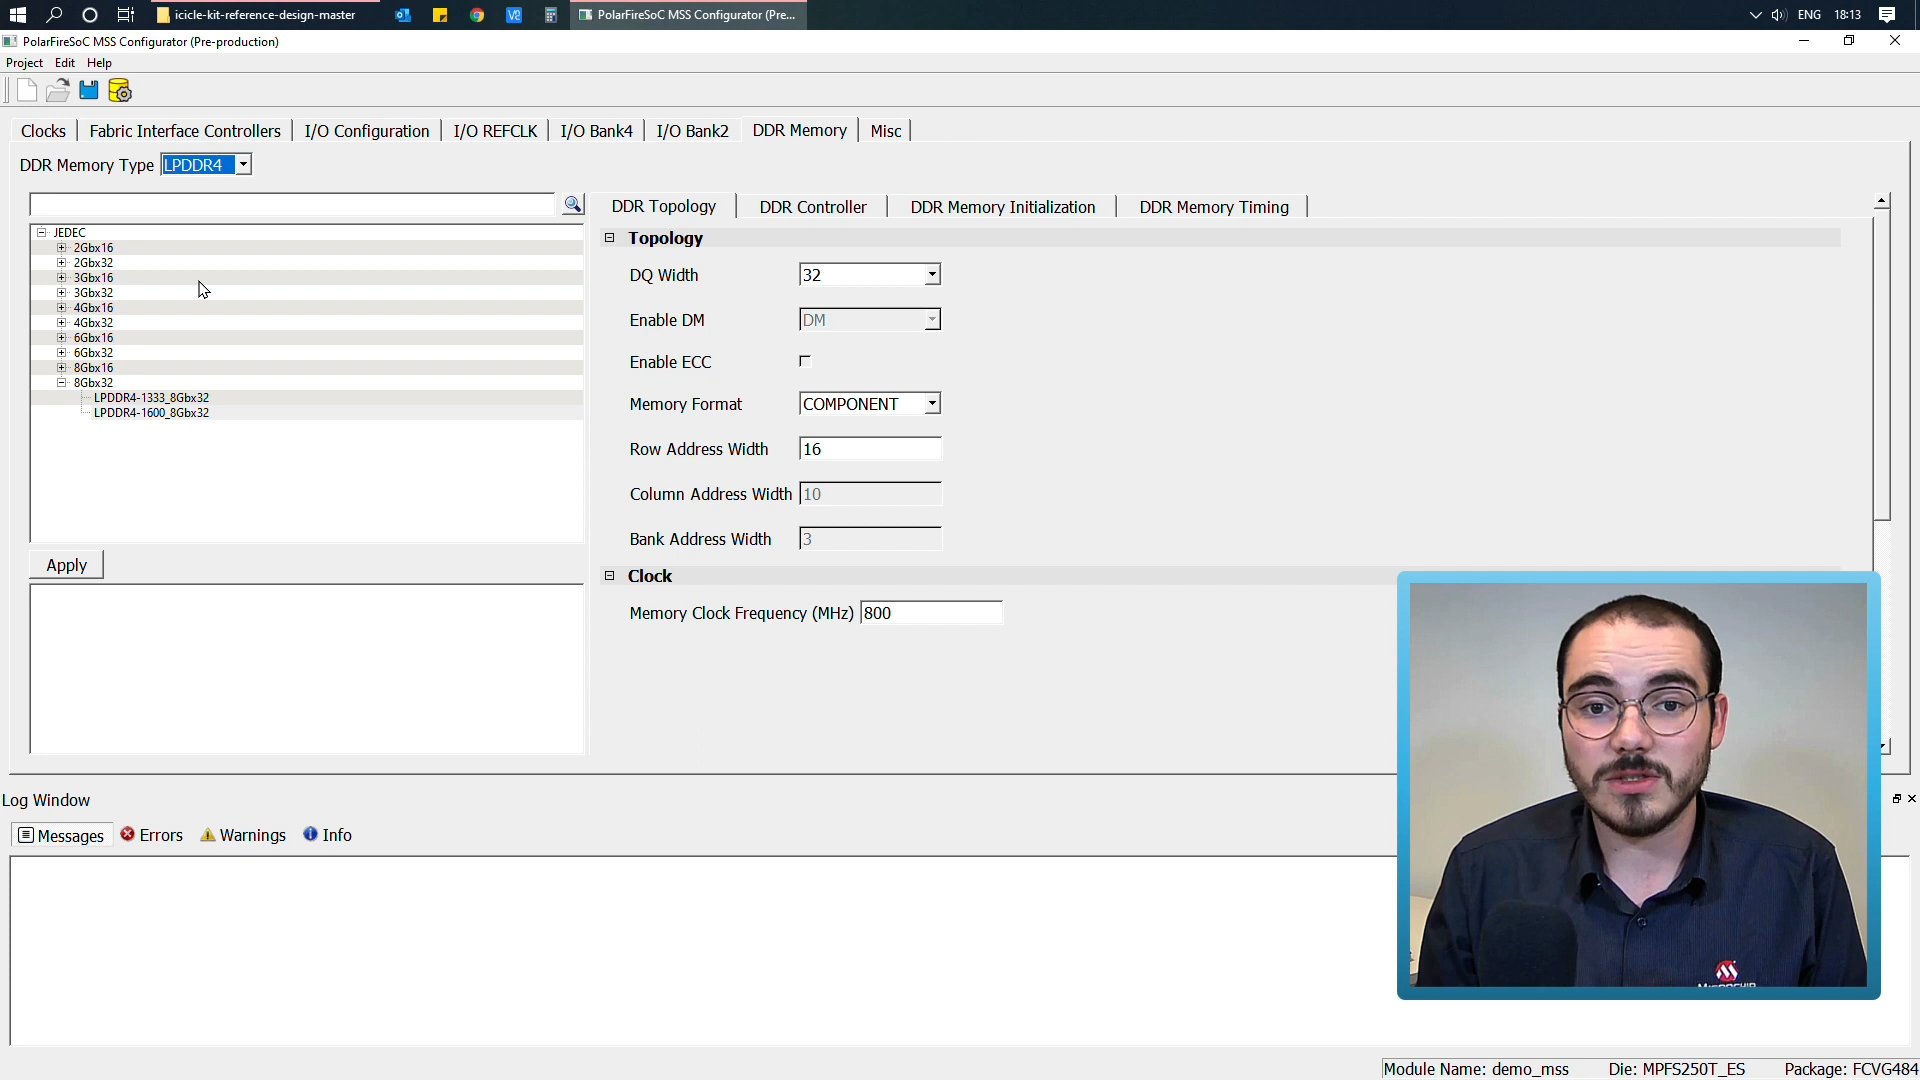 icicle-kit-reference-design-master
PolarFireSoC MSS Configurator (Pre...
ENG
18:13
PolarFireSoC MSS Configurator (Pre-production)
Project Edit Help
Clocks Fabric Interface Controllers I/O Configuration I/O REFCLK I/O Bank4 I/O Bank2 DDR Memory Misc
DDR Memory Type LPDDR4
DDR Topology DDR Controller DDR Memory Initialization DDR Memory Timing
JEDEC
2Gbx16
2Gbx32
3Gbx16
3Gbx32
4Gbx16
4Gbx32
6Gbx16
6Gbx32
8Gbx16
8Gbx32
LPDDR4-1333_8Gbx32
LPDDR4-1600_8Gbx32
Apply
Topology
DQ Width 32
Enable DM DM
Enable ECC
Memory Format COMPONENT
Row Address Width 16
Column Address Width 10
Bank Address Width 3
Clock
Memory Clock Frequency (MHz) 800
Log Window
Messages Errors Warnings Info
Module Name: demo_mss Die: MPFS250T_ES Package: FCVG484